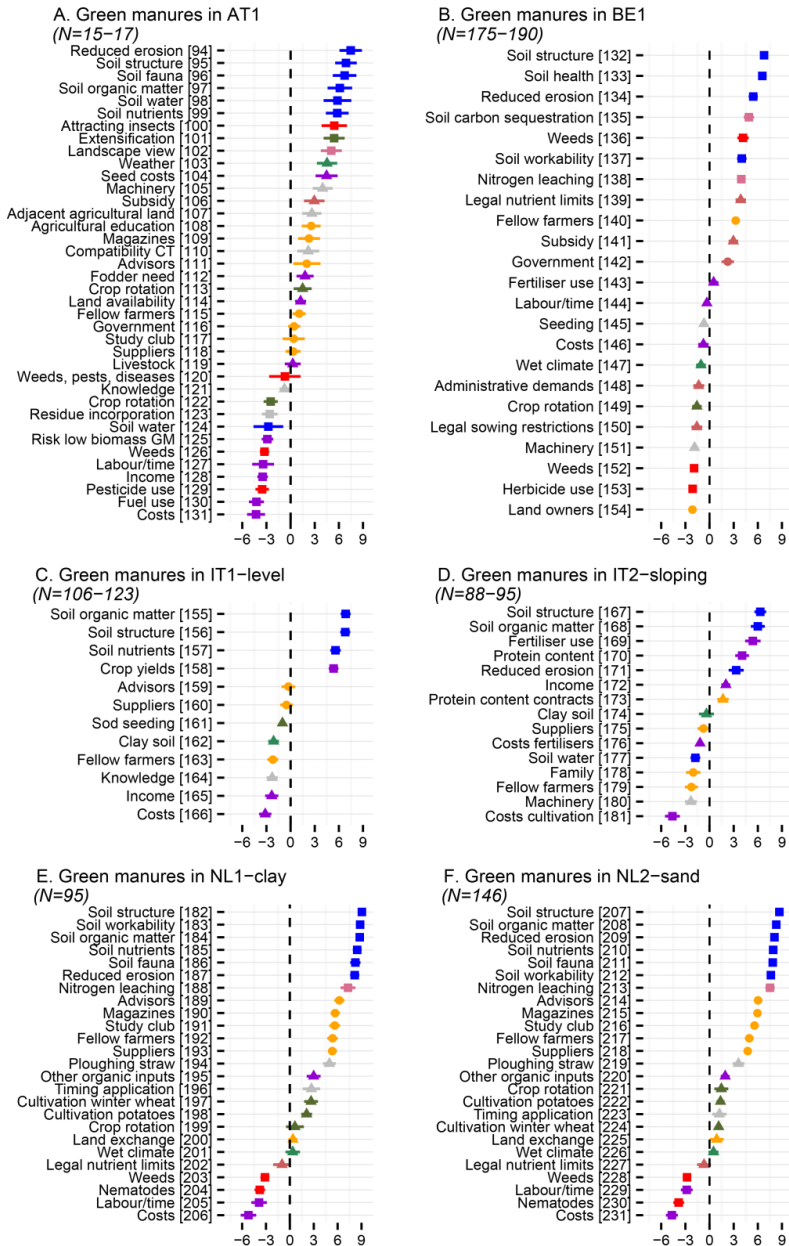 A. Green manures in AT1
(N=15−17)
Reduced erosion [94]
Soil structure [95]
Soil fauna [96]
Soil organic matter [97]
Soil water [98]
Soil nutrients [99]
Attracting insects [100]
Extensification [101]
Landscape view [102]
Weather [103]
Seed costs [104]
Machinery [105]
Subsidy [106]
Adjacent agricultural land [107]
Agricultural education [108]
Magazines [109]
Compatibility CT [110]
Advisors [111]
Fodder need [112]
Crop rotation [113]
Land availability [114]
Fellow farmers [115]
Government [116]
Study club [117]
Suppliers [118]
Livestock [119]
Weeds, pests, diseases [120]
Knowledge [121]
Crop rotation [122]
Residue incorporation [123]
Soil water [124]
Risk low biomass GM [125]
Weeds [126]
Labour/time [127]
Income [128]
Pesticide use [129]
Fuel use [130]
Costs [131]
−6 −3 0 3 6 9
B. Green manures in BE1
(N=175−190)
Soil structure [132]
Soil health [133]
Reduced erosion [134]
Soil carbon sequestration [135]
Weeds [136]
Soil workability [137]
Nitrogen leaching [138]
Legal nutrient limits [139]
Fellow farmers [140]
Subsidy [141]
Government [142]
Fertiliser use [143]
Labour/time [144]
Seeding [145]
Costs [146]
Wet climate [147]
Administrative demands [148]
Crop rotation [149]
Legal sowing restrictions [150]
Machinery [151]
Weeds [152]
Herbicide use [153]
Land owners [154]
−6 −3 0 3 6 9
C. Green manures in IT1−level
(N=106−123)
Soil organic matter [155]
Soil structure [156]
Soil nutrients [157]
Crop yields [158]
Advisors [159]
Suppliers [160]
Sod seeding [161]
Clay soil [162]
Fellow farmers [163]
Knowledge [164]
Income [165]
Costs [166]
−6 −3 0 3 6 9
D. Green manures in IT2−sloping
(N=88−95)
Soil structure [167]
Soil organic matter [168]
Fertiliser use [169]
Protein content [170]
Reduced erosion [171]
Income [172]
Protein content contracts [173]
Clay soil [174]
Suppliers [175]
Costs fertilisers [176]
Soil water [177]
Family [178]
Fellow farmers [179]
Machinery [180]
Costs cultivation [181]
−6 −3 0 3 6 9
E. Green manures in NL1−clay
(N=95)
Soil structure [182]
Soil workability [183]
Soil organic matter [184]
Soil nutrients [185]
Soil fauna [186]
Reduced erosion [187]
Nitrogen leaching [188]
Advisors [189]
Magazines [190]
Study club [191]
Fellow farmers [192]
Suppliers [193]
Ploughing straw [194]
Other organic inputs [195]
Timing application [196]
Cultivation winter wheat [197]
Cultivation potatoes [198]
Crop rotation [199]
Land exchange [200]
Wet climate [201]
Legal nutrient limits [202]
Weeds [203]
Nematodes [204]
Labour/time [205]
Costs [206]
−6 −3 0 3 6 9
F. Green manures in NL2−sand
(N=146)
Soil structure [207]
Soil organic matter [208]
Reduced erosion [209]
Soil nutrients [210]
Soil fauna [211]
Soil workability [212]
Nitrogen leaching [213]
Advisors [214]
Magazines [215]
Study club [216]
Fellow farmers [217]
Suppliers [218]
Ploughing straw [219]
Other organic inputs [220]
Crop rotation [221]
Cultivation potatoes [222]
Timing application [223]
Cultivation winter wheat [224]
Land exchange [225]
Wet climate [226]
Legal nutrient limits [227]
Weeds [228]
Labour/time [229]
Nematodes [230]
Costs [231]
−6 −3 0 3 6 9